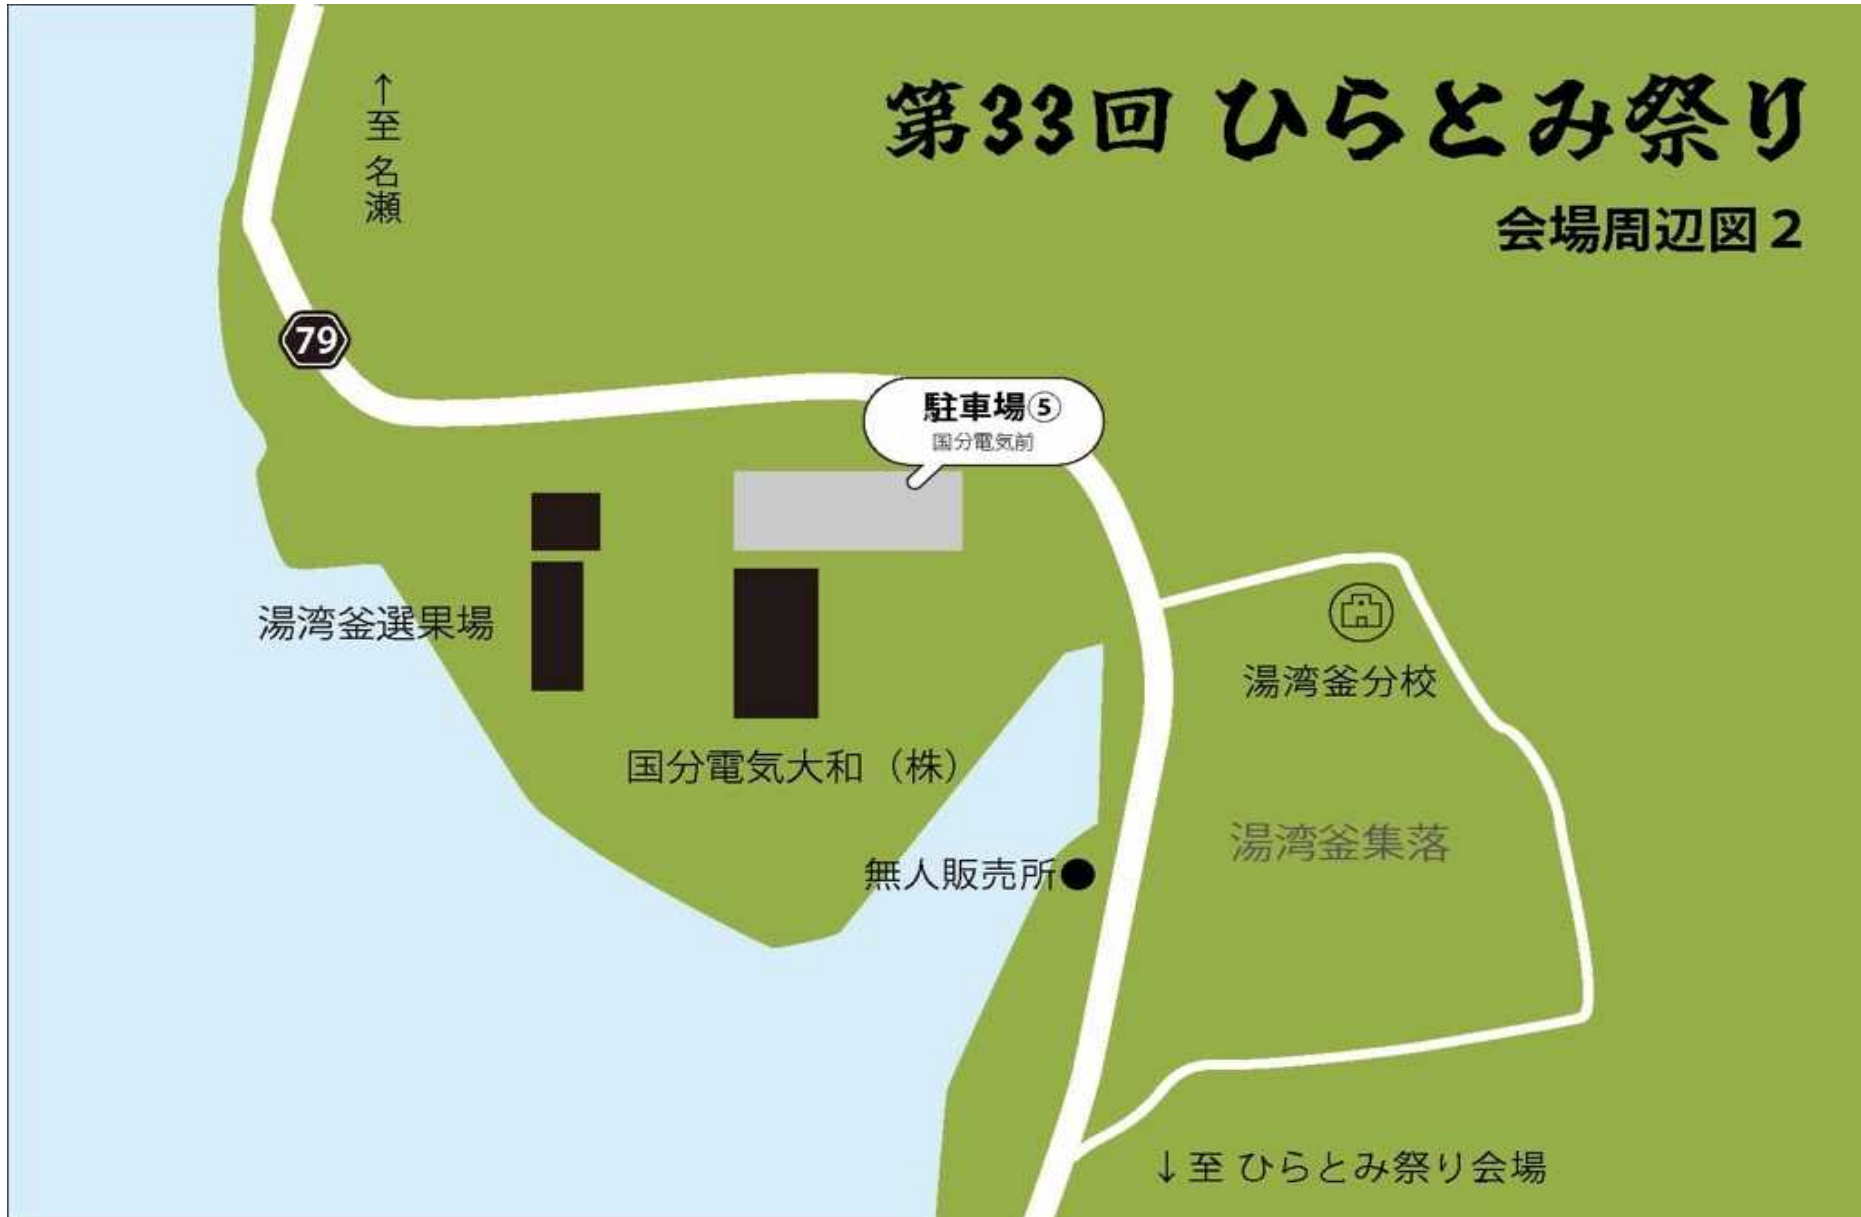 第33回 ひらとみ祭り
会場周辺図2
↑至 名瀬
79
駐車場⑤
国分電気前
湯湾釜選果場
国分電気大和（株）
湯湾釜分校
湯湾釜集落
無人販売所●
↓至 ひらとみ祭り会場